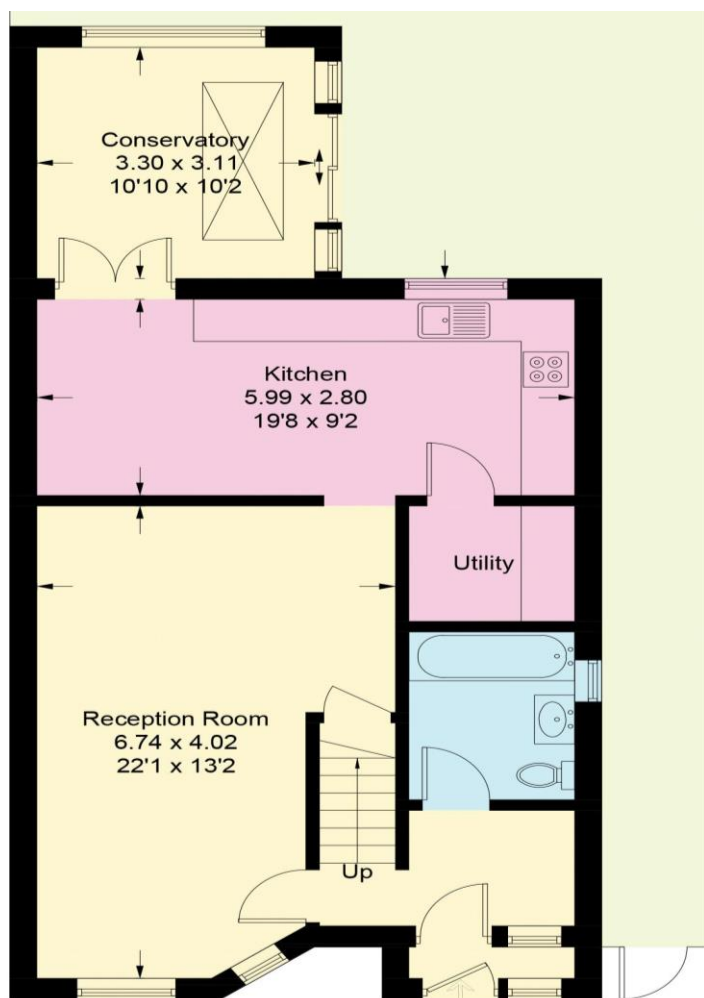 Conservatory
3.30 x 3.11
10'10 x 10'2
Kitchen
5.99 x 2.80
19'8 x 9'2
Utility
Reception Room
6.74 x 4.02
22'1 x 13'2
Up